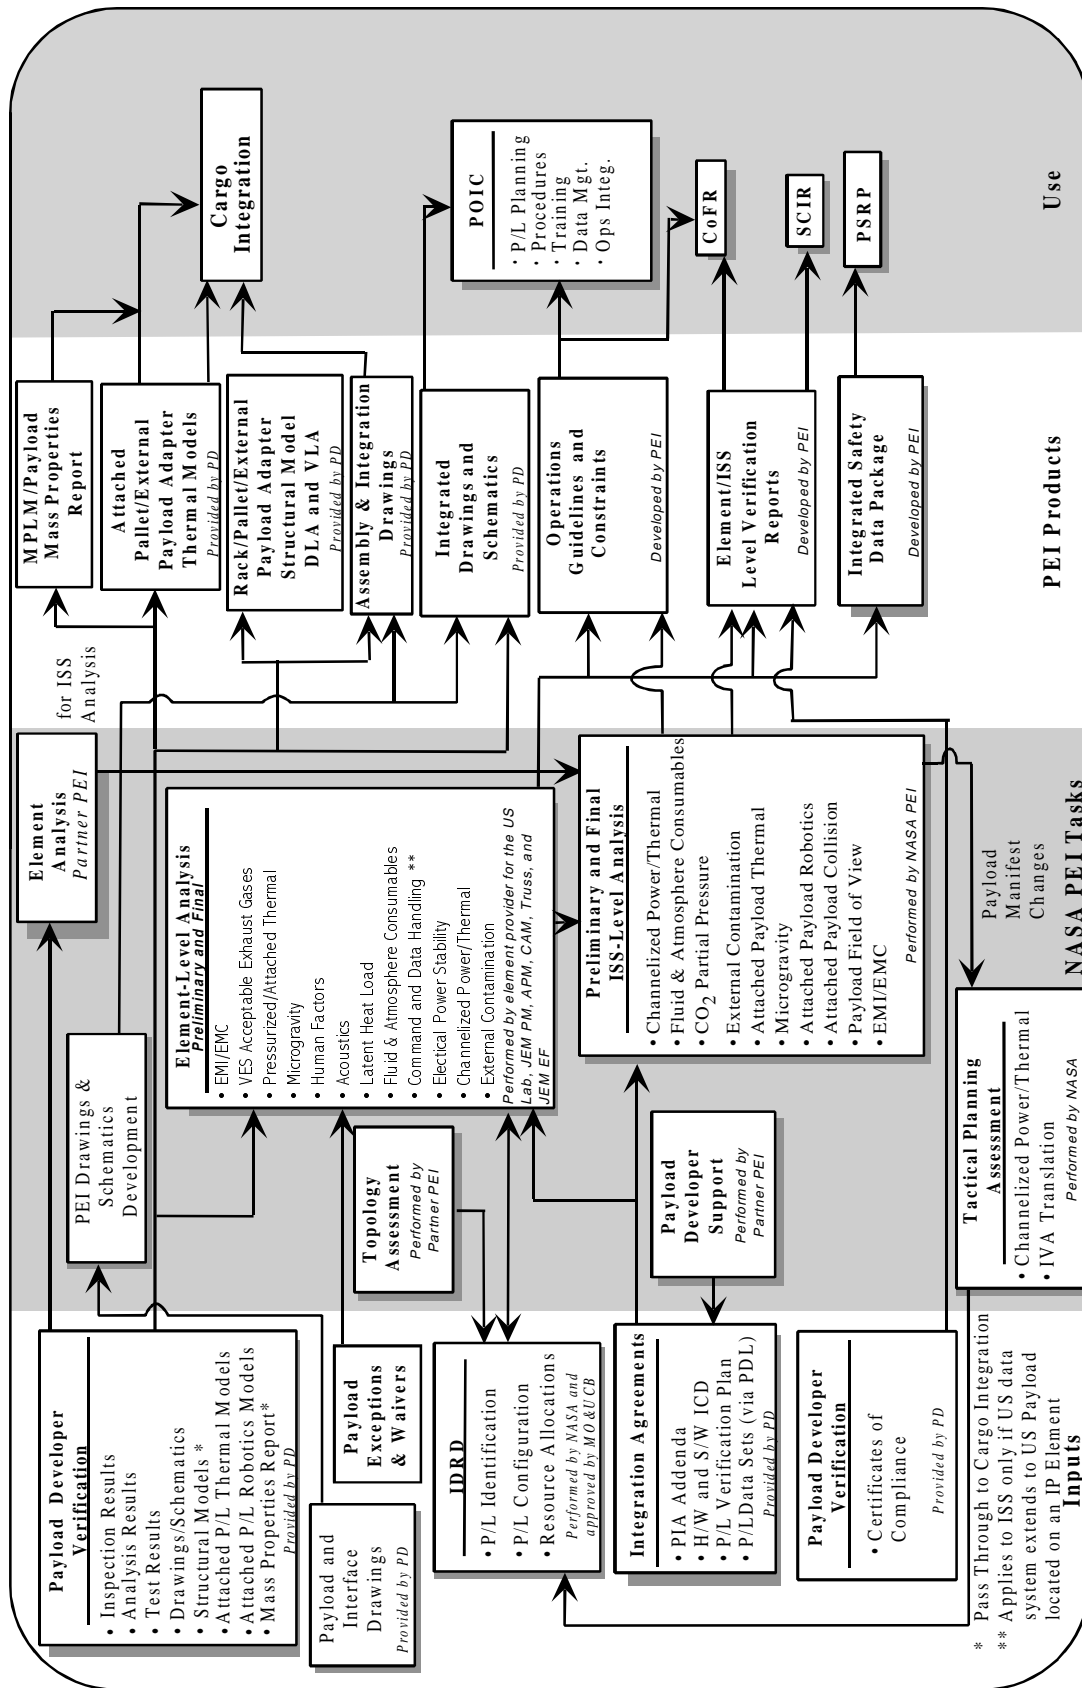 Payload Developer
Verification
• Inspection Results
• Analysis Results
• Test Results
• Drawings/Schematics
• Structural Models *
• Attached P/L Thermal Models
• Attached P/L Robotics Models
• Mass Properties Report*
Provided by PD
Payload and
Interface
Drawings
Provided by PD
Payload
Exceptions
& Waivers
IDRD
• P/L Identification
• P/L Configuration
• Resource Allocations
Performed by NASA and
approved by MO&UCB
Integration Agreements
• PIA Addenda
• H/W and S/W ICD
• P/L Verification Plan
• P/LData Sets (via PDL)
Provided by PD
Payload Developer
Verification
• Certificates of
Compliance
Provided by PD
* Pass Through to Cargo Integration
** Applies to ISS only if US data
system extends to US Payload
located on an IP Element
Inputs
Element
Analysis
Partner PEI
PEI Drawings &
Schematics
Development
Element-Level Analysis
Preliminary and Final
• EMI/EMC
• VES Acceptable Exhaust Gases
• Pressurized/Attached Thermal
• Microgravity
• Human Factors
• Acoustics
• Latent Heat Load
• Fluid & Atmosphere Consumables
• Command and Data Handling **
• Electical Power Stability
• Channelized Power/Thermal
• External Contamination
Performed by element provider for the US
Lab, JEM PM, APM, CAM, Truss, and
JEM EF
Topology
Assessment
Performed by
Partner PEI
Preliminary and Final
ISS-Level Analysis
• Channelized Power/Thermal
• Fluid & Atmosphere Consumables
• CO2 Partial Pressure
• External Contamination
• Attached Payload Thermal
• Microgravity
• Attached Payload Robotics
• Attached Payload Collision
• Payload Field of View
• EMI/EMC
Performed by NASA PEI
Payload
Developer
Support
Performed by
Partner PEI
Payload
Manifest
Changes
Tactical Planning
Assessment
• Channelized Power/Thermal
• IVA Translation
Performed by NASA
NASA PEI Tasks
for ISS
Analysis
MPLM/Payload
Mass Properties
Report
Attached
Pallet/External
Payload Adapter
Thermal Models
Provided by PD
Rack/Pallet/External
Payload Adapter
Structural Model
DLA and VLA
Provided by PD
Assembly & Integration
Drawings
Provided by PD
Integrated
Drawings and
Schematics
Provided by PD
Operations
Guidelines and
Constraints
Developed by PEI
Element/ISS
Level Verification
Reports
Developed by PEI
Integrated Safety
Data Package
Developed by PEI
PEI Products
Cargo
Integration
POIC
• P/L Planning
• Procedures
• Training
• Data Mgt.
• Ops Integ.
CoFR
SCIR
PSRP
Use